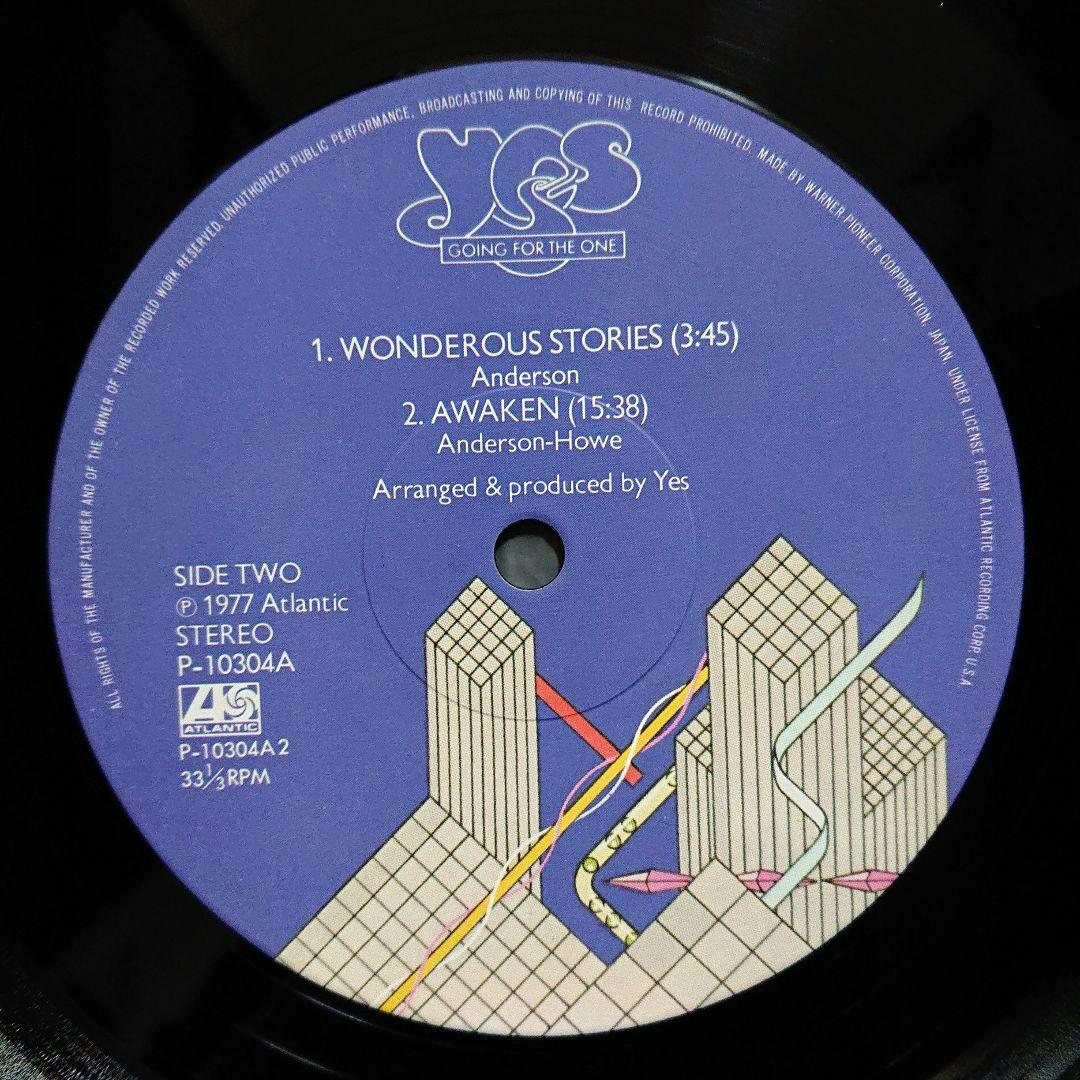 ALL RIGHTS OF THE MANUFACTURER AND OF THE OWNER OF THE RECORDED WORK RESERVED. UNAUTHORIZED PUBLIC PERFORMANCE, BROADCASTING AND COPYING OF THIS RECORD PROHIBITED. MADE BY WARNER PIONEER CORPORATION, JAPAN. UNDER LICENSE FROM ATLANTIC RECORDING CORP. U.S.A.
yes
GOING FOR THE ONE
1. WONDEROUS STORIES (3:45)
Anderson
2. AWAKEN (15:38)
Anderson-Howe
Arranged & produced by Yes
SIDE TWO
℗ 1977 Atlantic
STEREO
P-10304A
ATLANTIC
P-10304A2
33⅓RPM